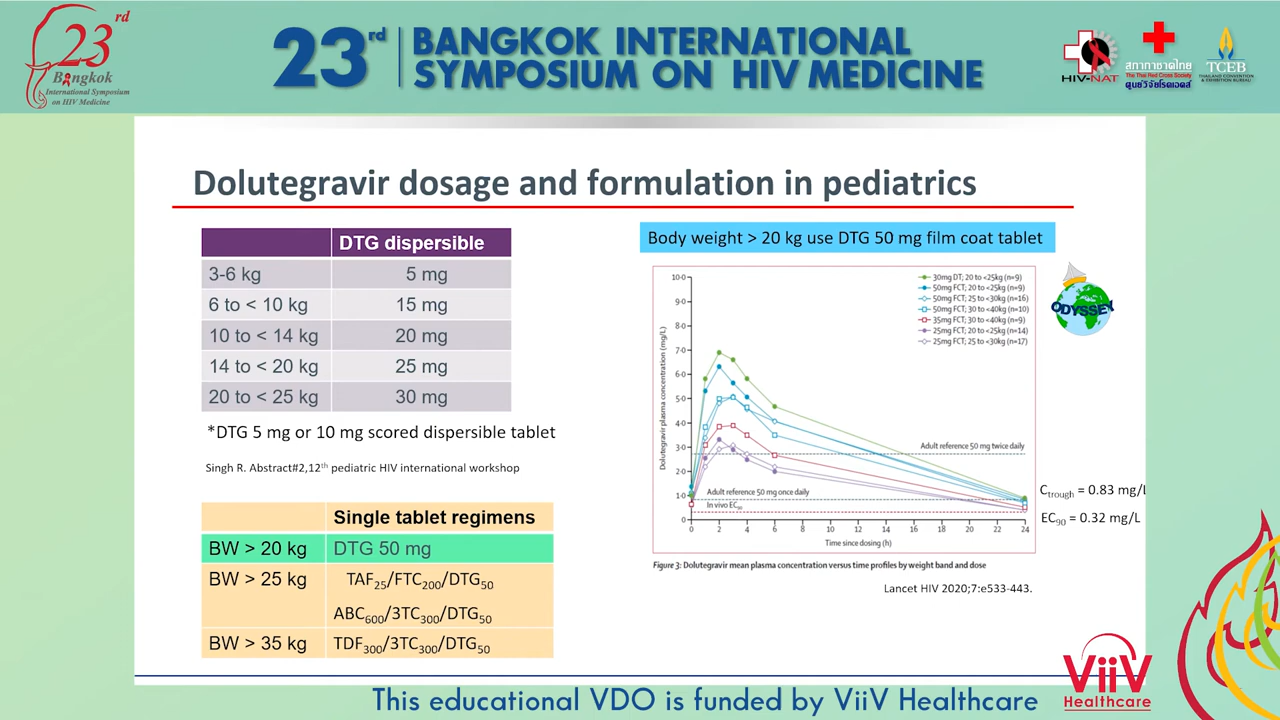 23rd
Bangkok
International Symposium
on HIV Medicine
23rd BANGKOK INTERNATIONAL
SYMPOSIUM ON HIV MEDICINE
HIV-NAT
สภากาชาดไทย
The Thai Red Cross Society
ศูนย์วิจัยโรคเอดส์
TCEB
THAILAND CONVENTION
& EXHIBITION BUREAU
Dolutegravir dosage and formulation in pediatrics
DTG dispersible
3-6 kg 5 mg
6 to < 10 kg 15 mg
10 to < 14 kg 20 mg
14 to < 20 kg 25 mg
20 to < 25 kg 30 mg
*DTG 5 mg or 10 mg scored dispersible tablet
Singh R. Abstract#2,12th pediatric HIV international workshop
Single tablet regimens
BW > 20 kg DTG 50 mg
BW > 25 kg TAF25/FTC200/DTG50
ABC600/3TC300/DTG50
BW > 35 kg TDF300/3TC300/DTG50
Body weight > 20 kg use DTG 50 mg film coat tablet
30mg DT; 20 to <25kg (n=9)
50mg FCT; 20 to <25kg (n=9)
50mg FCT; 25 to <30kg (n=16)
50mg FCT; 30 to <40kg (n=10)
35mg FCT; 30 to <40kg (n=9)
25mg FCT; 20 to <25kg (n=14)
25mg FCT; 25 to <30kg (n=17)
Dolutegravir plasma concentration (mg/L)
10·0
9·0
8·0
7·0
6·0
5·0
4·0
3·0
2·0
1·0
0
Adult reference 50 mg twice daily
Adult reference 50 mg once daily
In vivo EC90
0 2 4 6 8 10 12 14 16 18 20 22 24
Time since dosing (h)
Figure 3: Dolutegravir mean plasma concentration versus time profiles by weight band and dose
ODYSSEY
Ctrough = 0.83 mg/L
EC90 = 0.32 mg/L
Lancet HIV 2020;7:e533-443.
ViiV
Healthcare
This educational VDO is funded by ViiV Healthcare